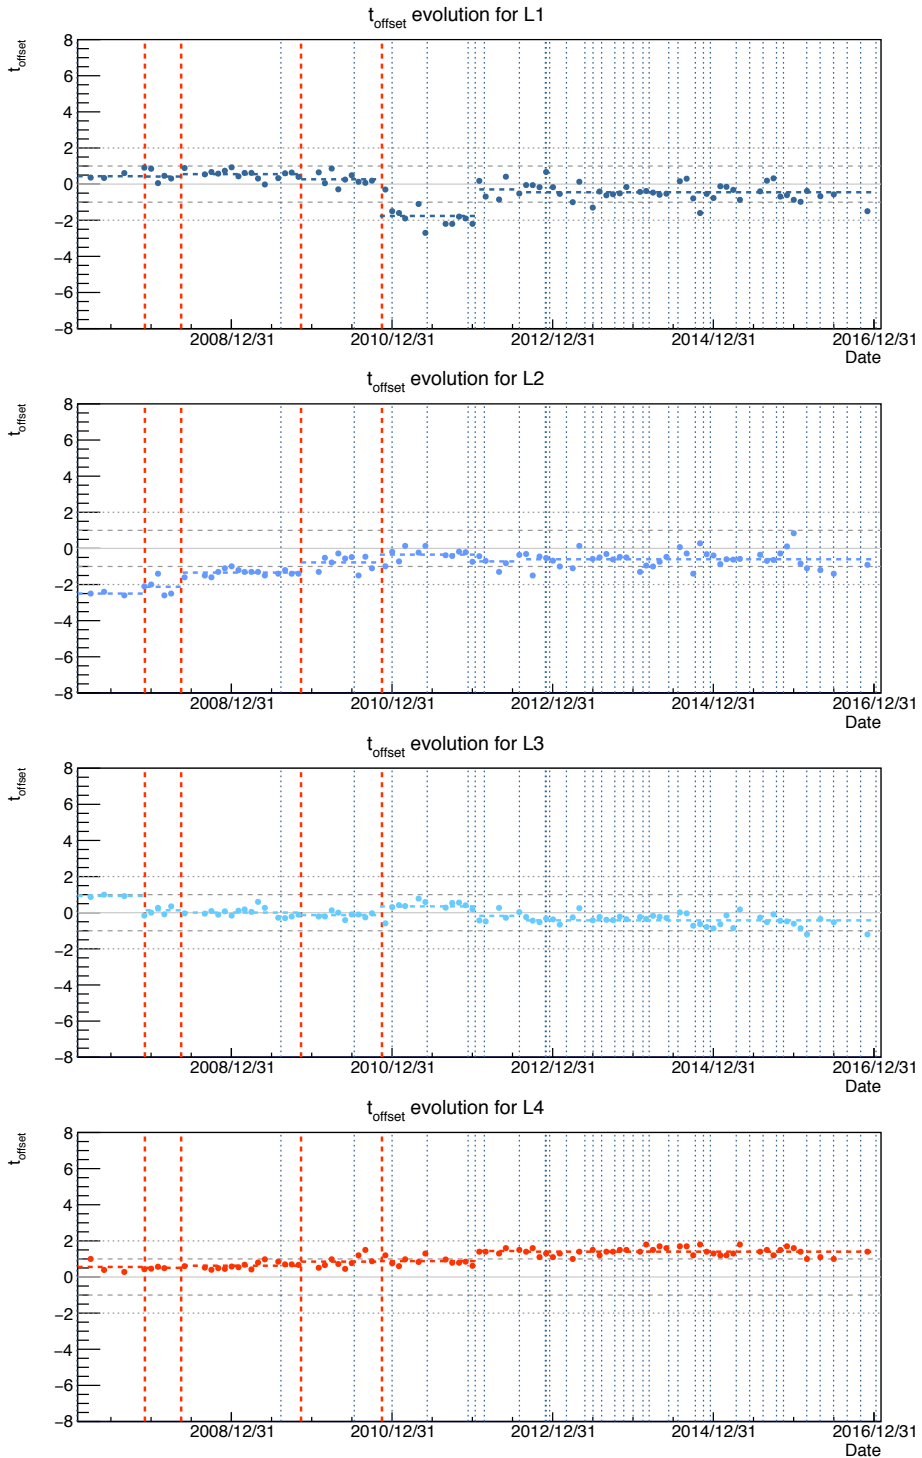 t_offset evolution for L1
t_offset
8
6
4
2
0
−2
−4
−6
−8
2008/12/31 2010/12/31 2012/12/31 2014/12/31 2016/12/31
Date
t_offset evolution for L2
t_offset
8
6
4
2
0
−2
−4
−6
−8
2008/12/31 2010/12/31 2012/12/31 2014/12/31 2016/12/31
Date
t_offset evolution for L3
t_offset
8
6
4
2
0
−2
−4
−6
−8
2008/12/31 2010/12/31 2012/12/31 2014/12/31 2016/12/31
Date
t_offset evolution for L4
t_offset
8
6
4
2
0
−2
−4
−6
−8
2008/12/31 2010/12/31 2012/12/31 2014/12/31 2016/12/31
Date